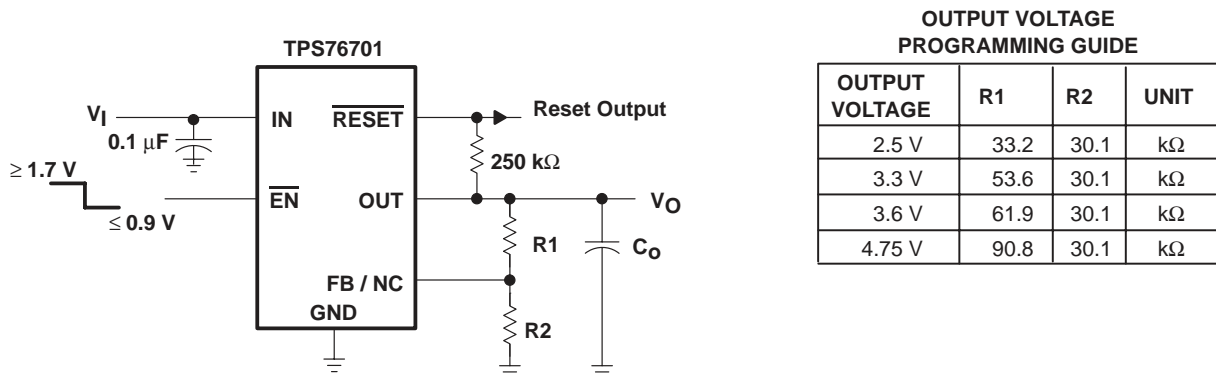 TPS76701
VI
0.1 μF
≥ 1.7 V
≤ 0.9 V
IN
RESET
EN
OUT
FB / NC
GND
Reset Output
250 kΩ
VO
R1
CO
R2
OUTPUT VOLTAGE
PROGRAMMING GUIDE
OUTPUT
VOLTAGE R1 R2 UNIT
2.5 V 33.2 30.1 kΩ
3.3 V 53.6 30.1 kΩ
3.6 V 61.9 30.1 kΩ
4.75 V 90.8 30.1 kΩ